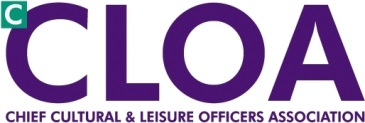 C
CLOA
CHIEF CULTURAL & LEISURE OFFICERS ASSOCIATION